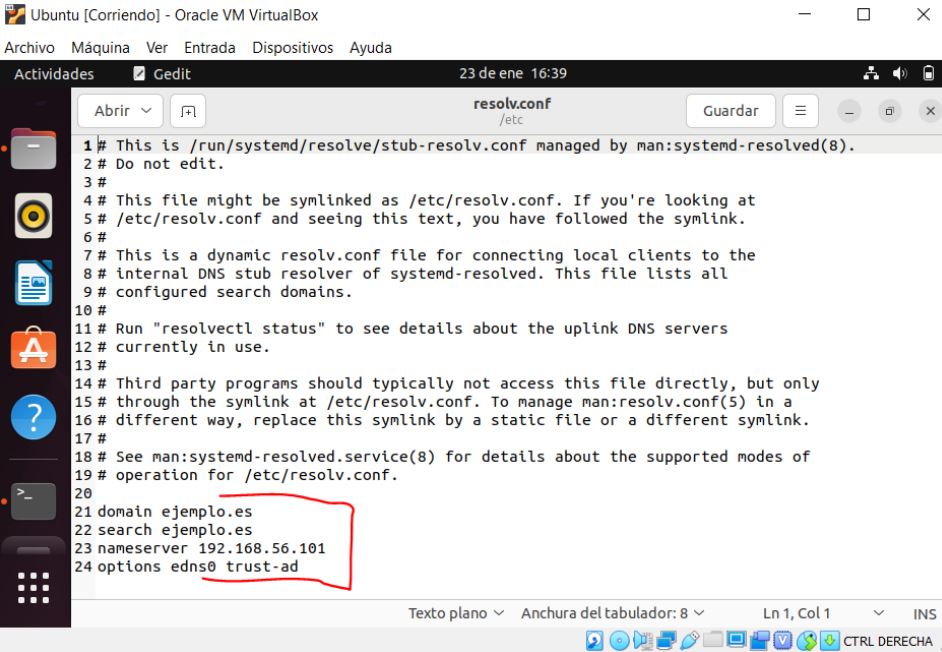 Ubuntu [Corriendo] - Oracle VM VirtualBox
Archivo Máquina Ver Entrada Dispositivos Ayuda
Actividades Gedit 23 de ene 16:39
Abrir resolv.conf Guardar
/etc
1 # This is /run/systemd/resolve/stub-resolv.conf managed by man:systemd-resolved(8).
2 # Do not edit.
3 #
4 # This file might be symlinked as /etc/resolv.conf. If you're looking at
5 # /etc/resolv.conf and seeing this text, you have followed the symlink.
6 #
7 # This is a dynamic resolv.conf file for connecting local clients to the
8 # internal DNS stub resolver of systemd-resolved. This file lists all
9 # configured search domains.
10 #
11 # Run "resolvectl status" to see details about the uplink DNS servers
12 # currently in use.
13 #
14 # Third party programs should typically not access this file directly, but only
15 # through the symlink at /etc/resolv.conf. To manage man:resolv.conf(5) in a
16 # different way, replace this symlink by a static file or a different symlink.
17 #
18 # See man:systemd-resolved.service(8) for details about the supported modes of
19 # operation for /etc/resolv.conf.
20
21 domain ejemplo.es
22 search ejemplo.es
23 nameserver 192.168.56.101
24 options edns0 trust-ad
Texto plano Anchura del tabulador: 8 Ln 1, Col 1 INS
CTRL DERECHA